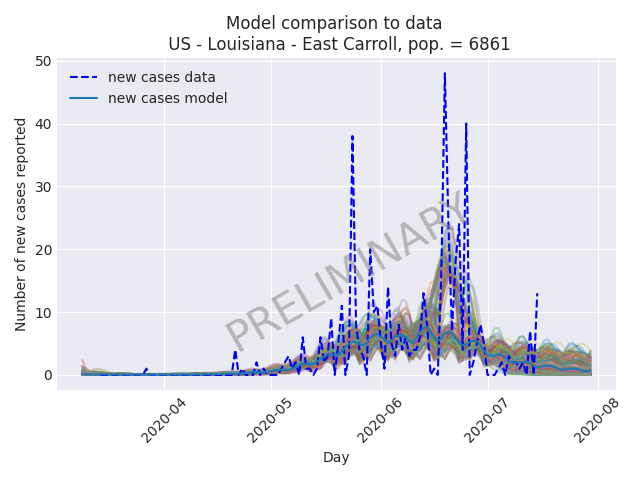 Model comparison to data
US - Louisiana - East Carroll, pop. = 6861
50
new cases data
new cases model
40
30
20
10
0
Number of new cases reported
PRELIMINARY
2020-04
2020-05
2020-06
2020-07
2020-08
Day